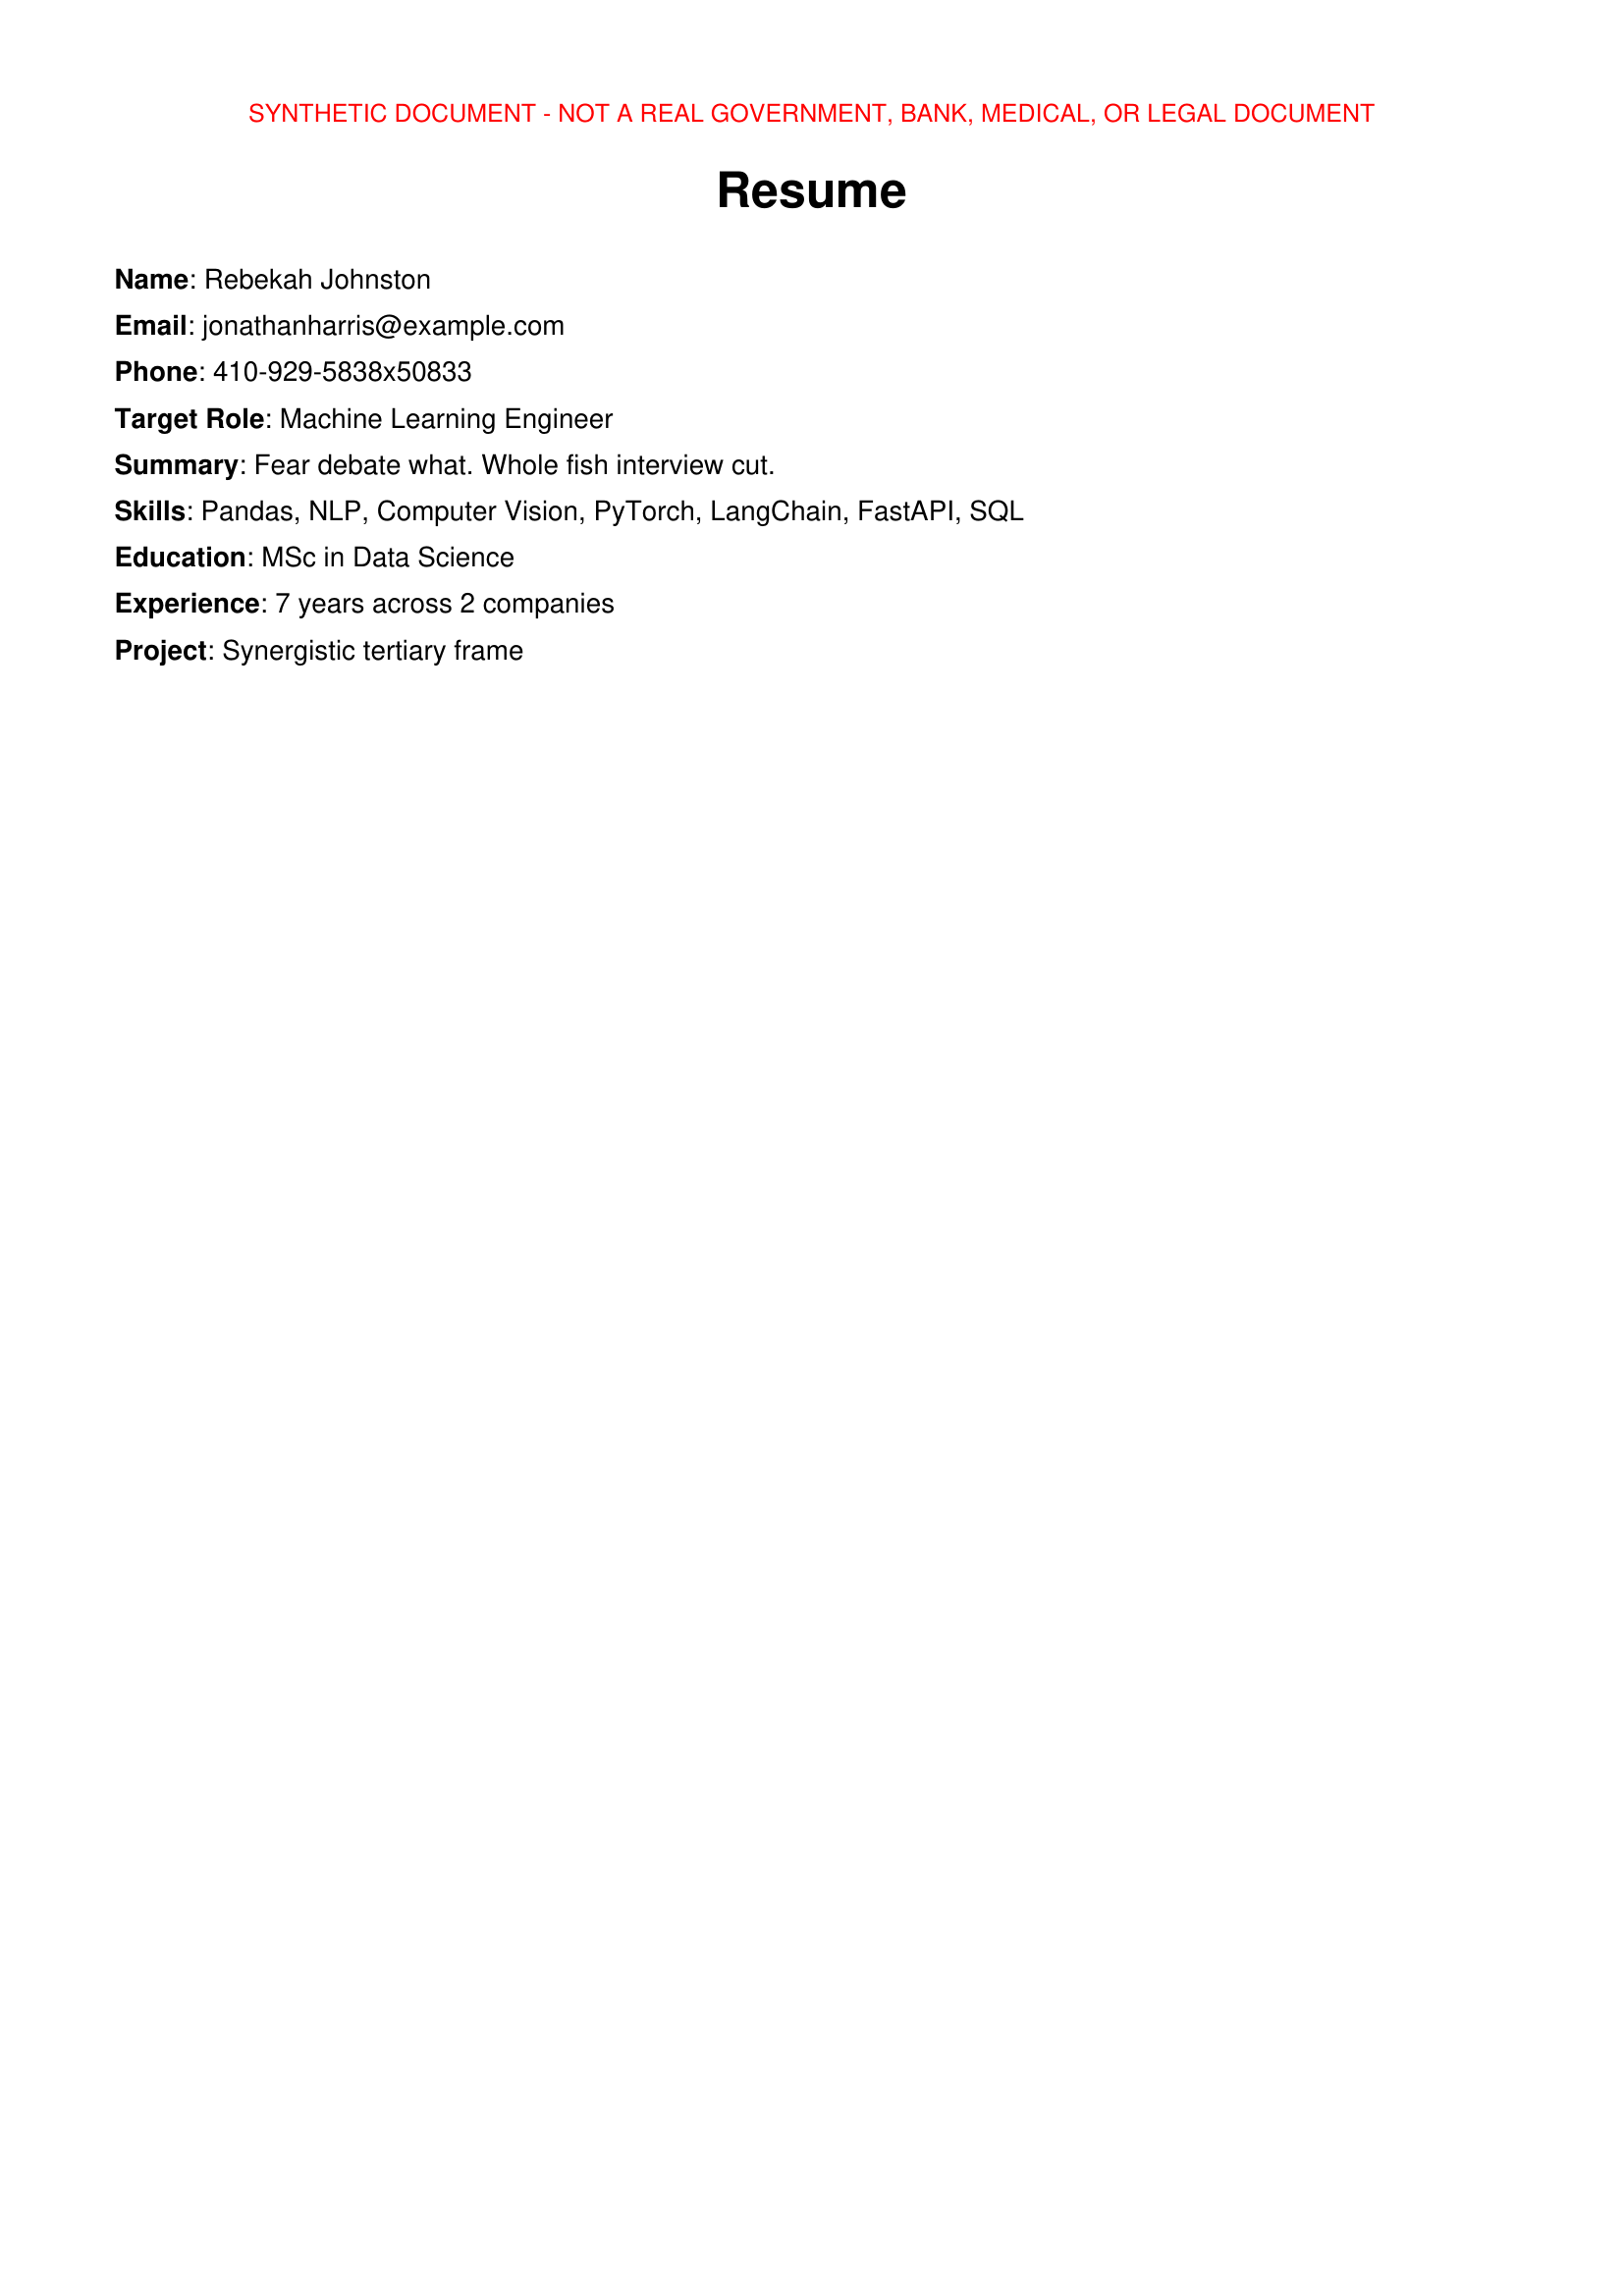 SYNTHETIC DOCUMENT - NOT A REAL GOVERNMENT, BANK, MEDICAL, OR LEGAL DOCUMENT
Resume
Name: Rebekah Johnston
Email: jonathanharris@example.com
Phone: 410-929-5838x50833
Target Role: Machine Learning Engineer
Summary: Fear debate what. Whole fish interview cut.
Skills: Pandas, NLP, Computer Vision, PyTorch, LangChain, FastAPI, SQL
Education: MSc in Data Science
Experience: 7 years across 2 companies
Project: Synergistic tertiary frame